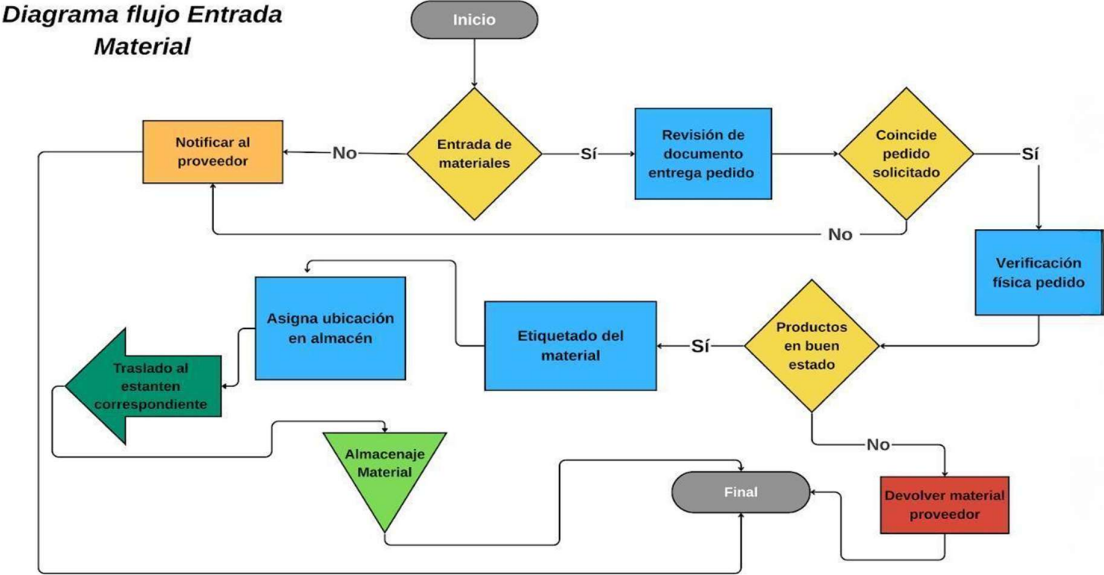 Diagrama flujo Entrada
Material
Inicio
Notificar al
proveedor
No
Entrada de
materiales
Sí
Revisión de
documento
entrega pedido
Coincide
pedido
solicitado
Sí
No
Verificación
física pedido
Asigna ubicación
en almacén
Etiquetado del
material
Sí
Productos
en buen
estado
Traslado al
estanten
correspondiente
No
Almacenaje
Material
Final
Devolver material
proveedor